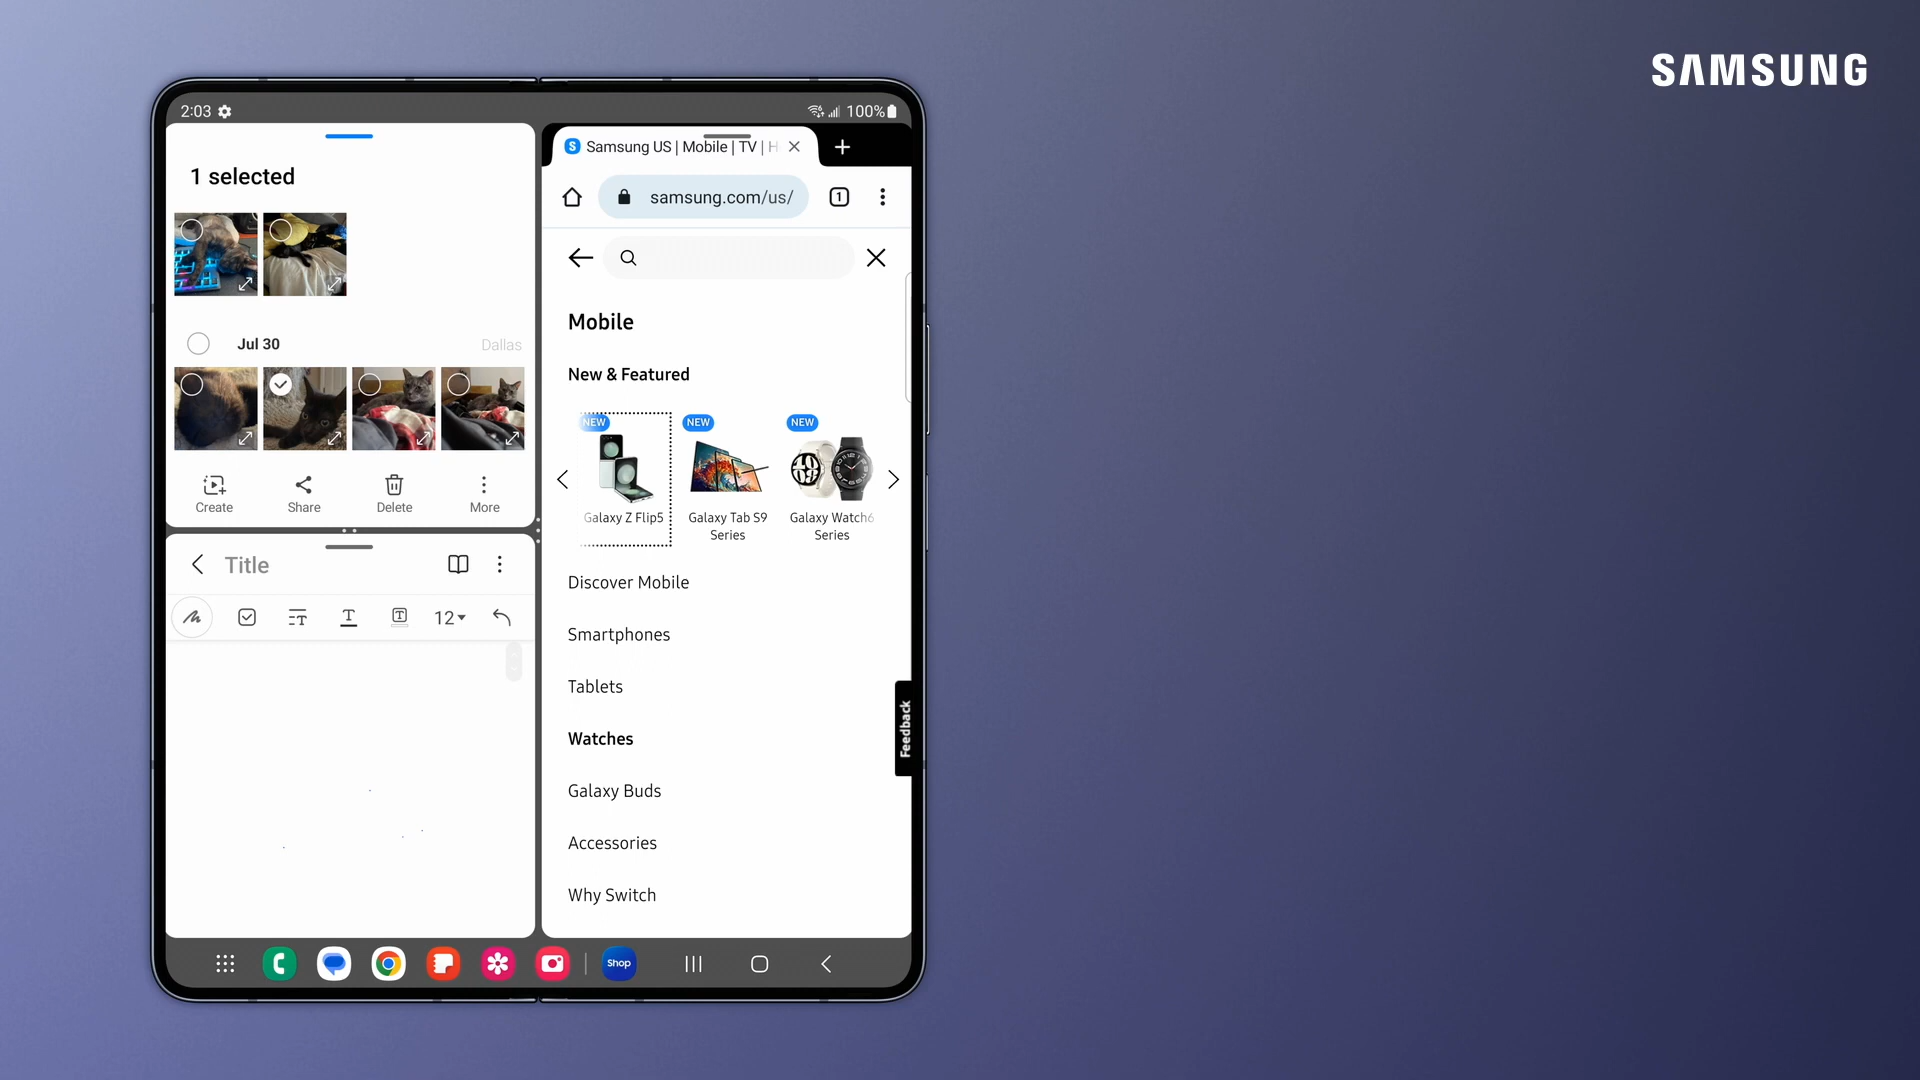 SAMSUNG
2:03
100%
1 selected
Jul 30
Dallas
Create
Share
Delete
More
Title
12
Samsung US | Mobile | TV | H
samsung.com/us/
1
Mobile
New & Featured
NEW
NEW
NEW
Galaxy Z Flip5
Galaxy Tab S9
Series
Galaxy Watch6
Series
Discover Mobile
Smartphones
Tablets
Watches
Galaxy Buds
Accessories
Why Switch
Feedback
Shop